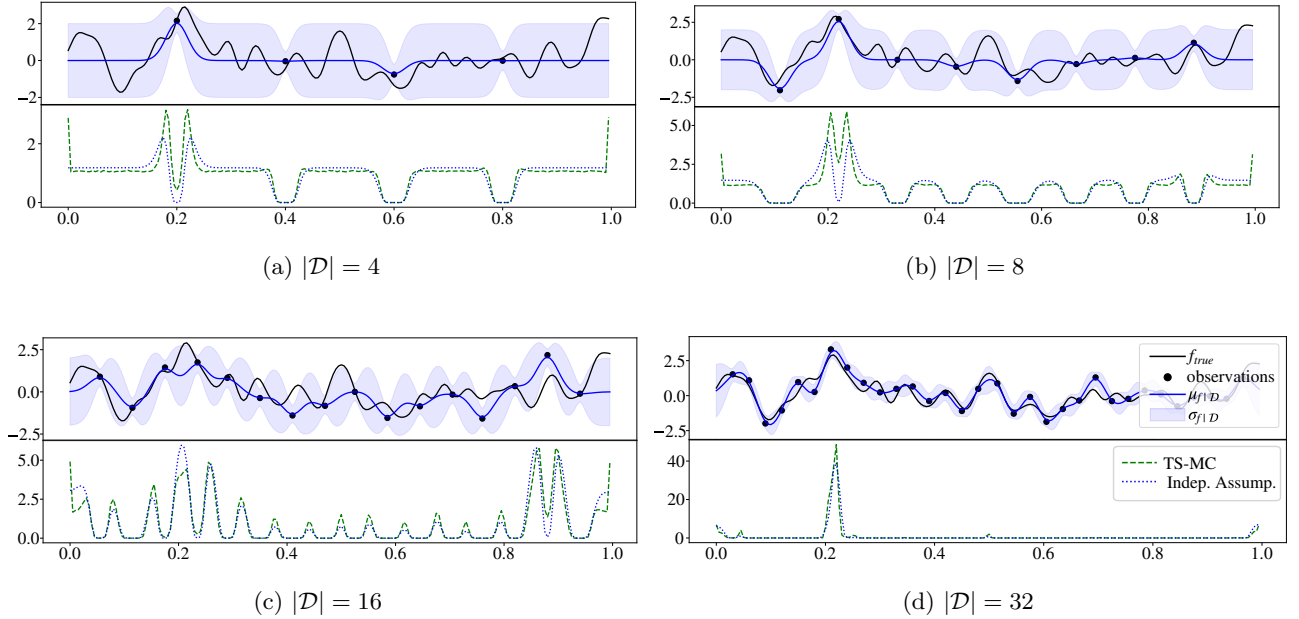 2
0
−2
2
0
0.0 0.2 0.4 0.6 0.8 1.0
(a) |𝒟| = 4
2.5
0.0
−2.5
5.0
2.5
0.0
0.0 0.2 0.4 0.6 0.8 1.0
(b) |𝒟| = 8
2.5
0.0
−2.5
5.0
2.5
0.0
0.0 0.2 0.4 0.6 0.8 1.0
(c) |𝒟| = 16
2.5
0.0
−2.5
f_true
observations
μ_f|𝒟
σ_f|𝒟
40
20
0
TS-MC
Indep. Assump.
0.0 0.2 0.4 0.6 0.8 1.0
(d) |𝒟| = 32